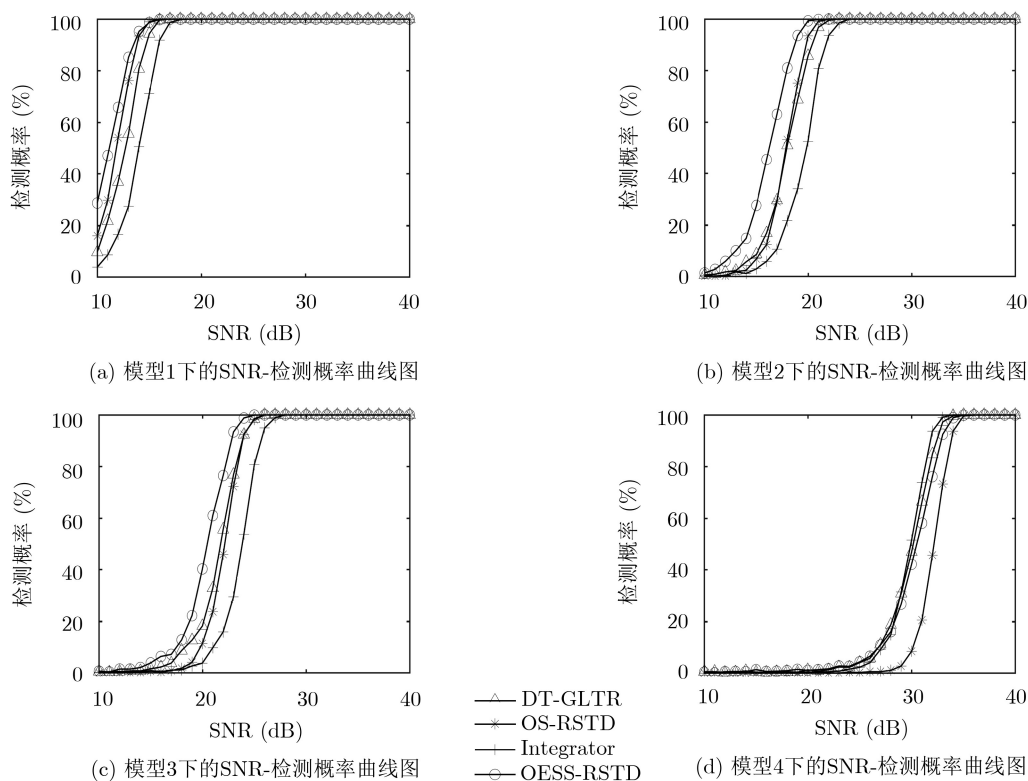 100
80
60
40
20
0
检测概率 (%)
10 20 30 40
SNR (dB)
(a) 模型1下的SNR-检测概率曲线图
100
80
60
40
20
0
检测概率 (%)
10 20 30 40
SNR (dB)
(b) 模型2下的SNR-检测概率曲线图
100
80
60
40
20
0
检测概率 (%)
10 20 30 40
SNR (dB)
(c) 模型3下的SNR-检测概率曲线图
DT-GLTR
OS-RSTD
Integrator
OESS-RSTD
100
80
60
40
20
0
检测概率 (%)
10 20 30 40
SNR (dB)
(d) 模型4下的SNR-检测概率曲线图